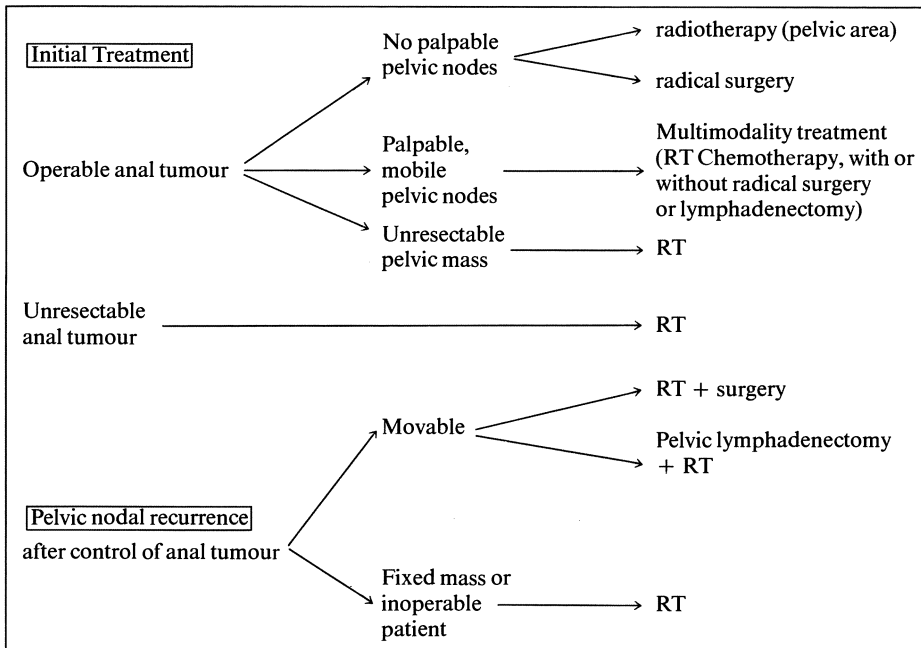 Initial Treatment
No palpable
pelvic nodes
radiotherapy (pelvic area)
radical surgery
Operable anal tumour
Palpable,
mobile
pelvic nodes
Multimodality treatment
(RT Chemotherapy, with or
without radical surgery
or lymphadenectomy)
Unresectable
pelvic mass
RT
Unresectable
anal tumour
RT
Pelvic nodal recurrence
after control of anal tumour
Movable
RT + surgery
Pelvic lymphadenectomy
+ RT
Fixed mass or
inoperable
patient
RT